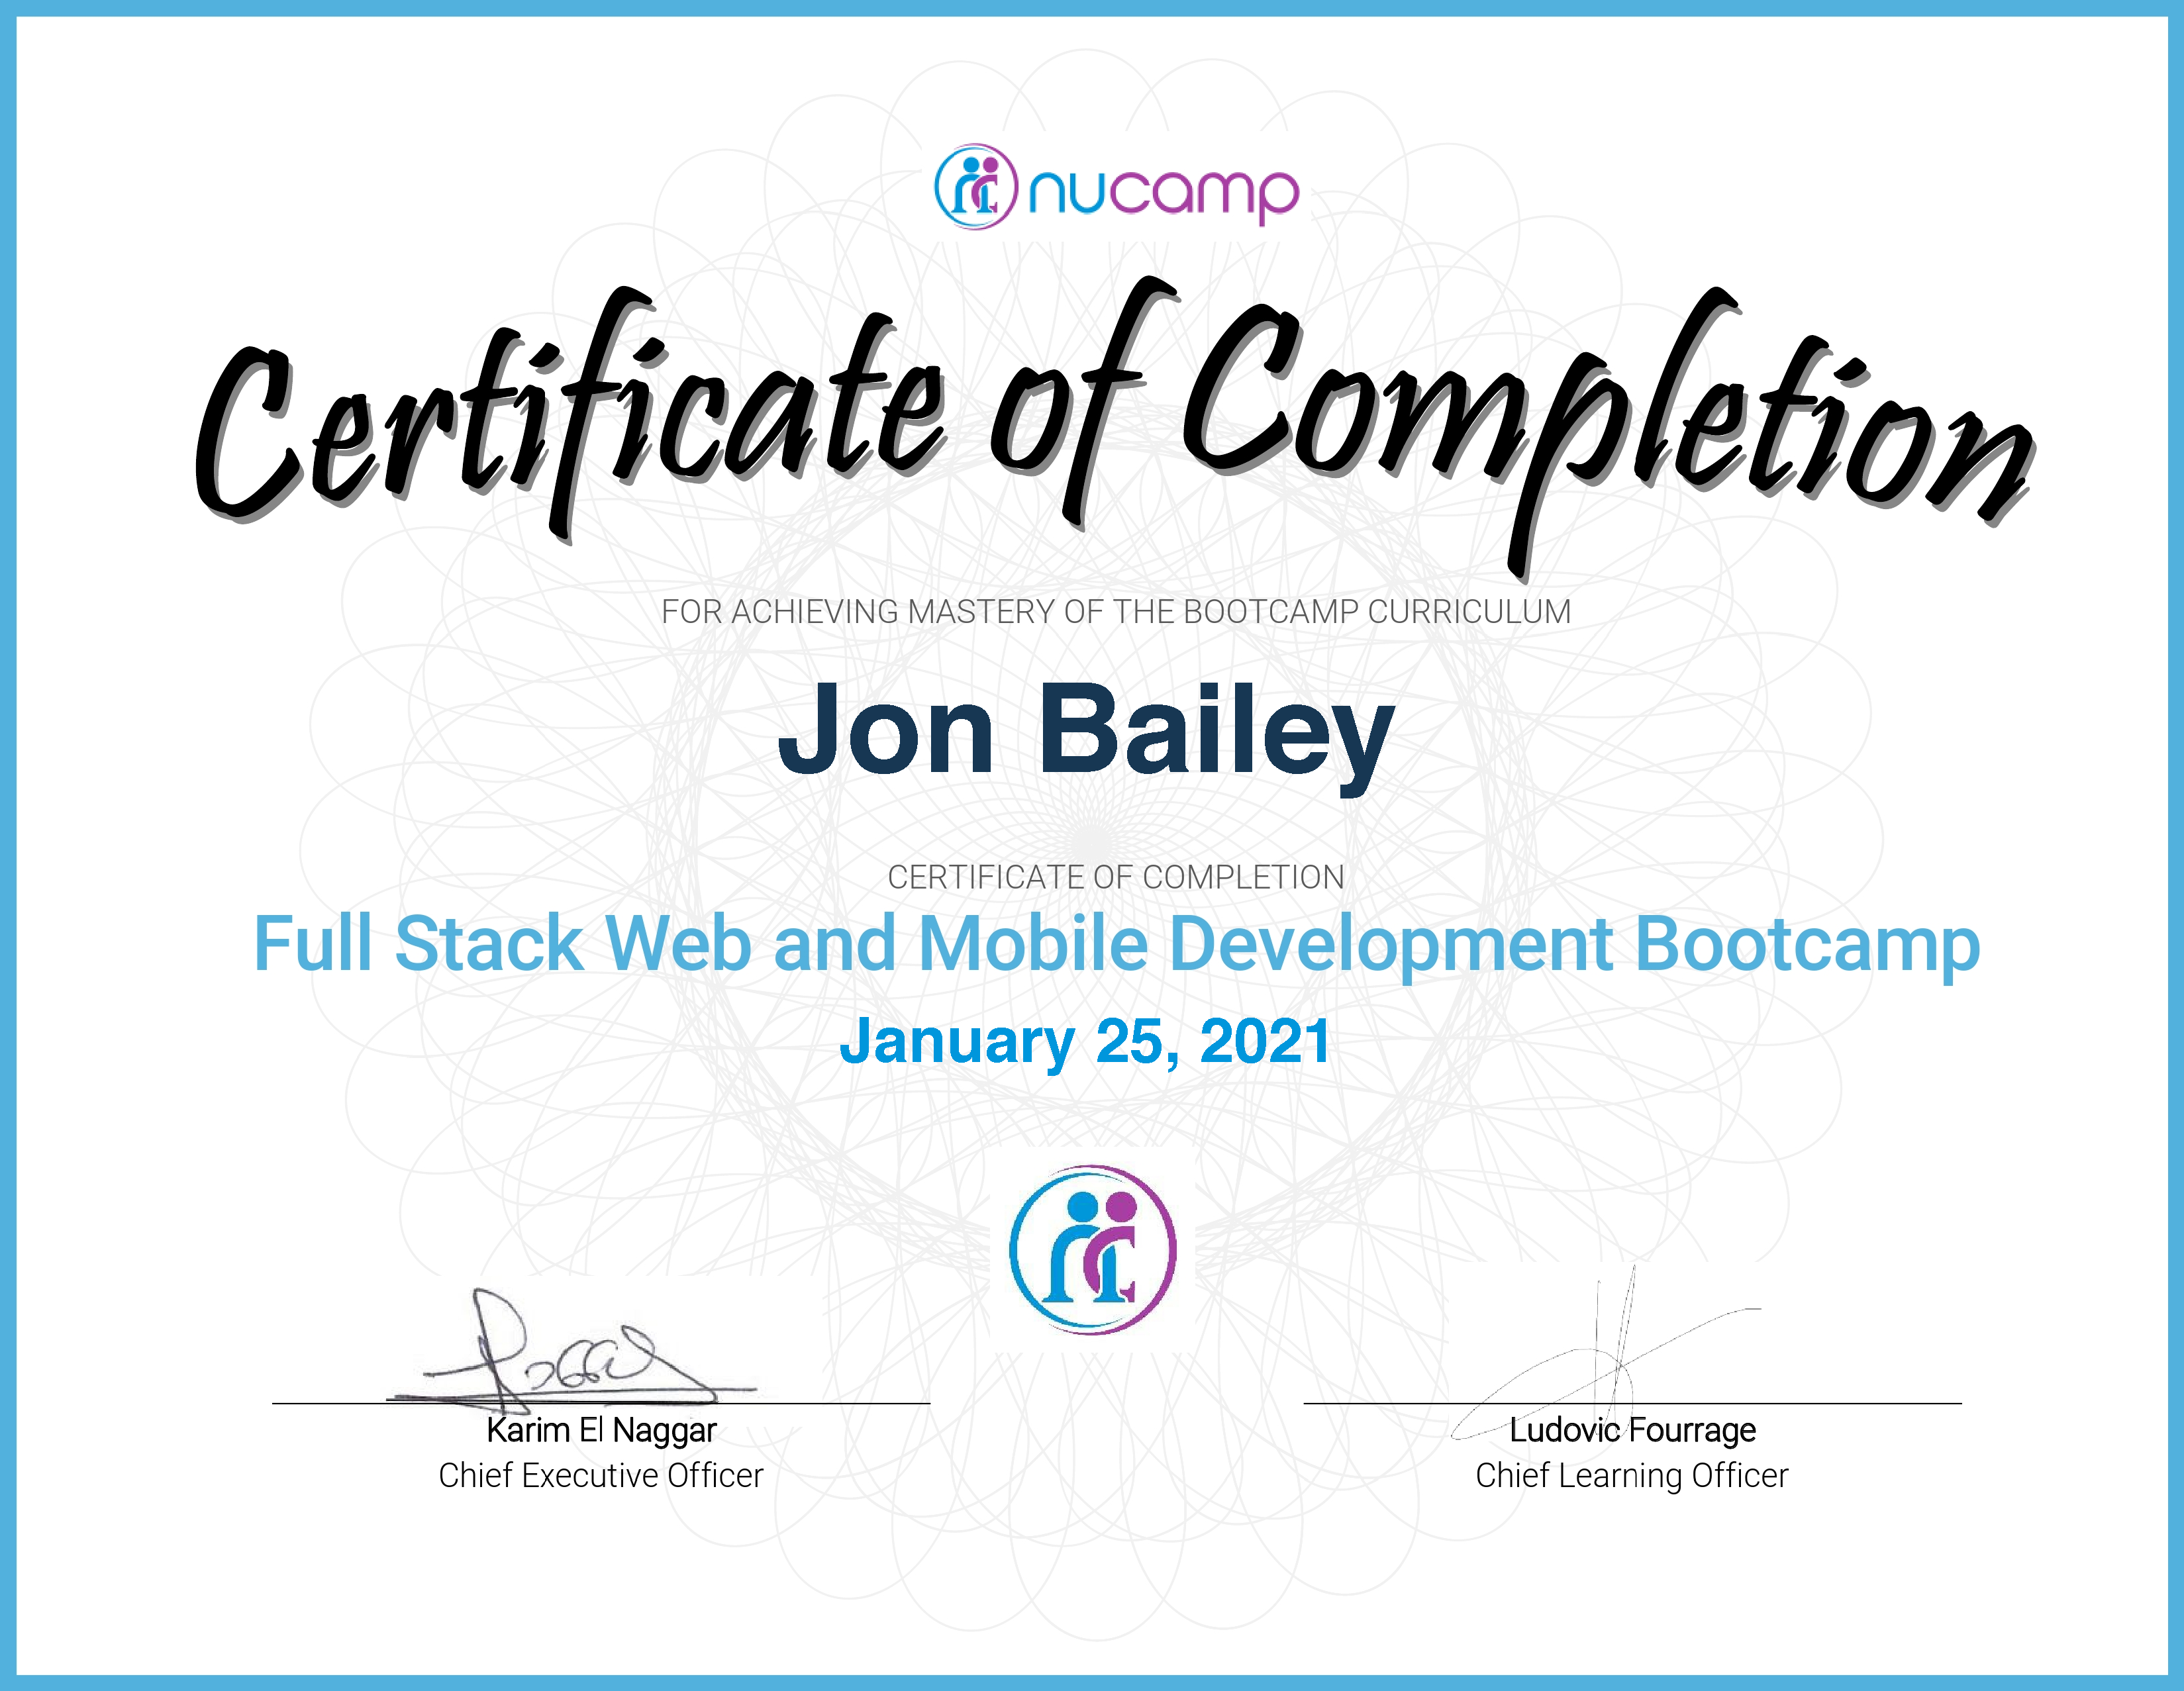 nucamp
Certificate of Completion
FOR ACHIEVING MASTERY OF THE BOOTCAMP CURRICULUM
Jon Bailey
CERTIFICATE OF COMPLETION
Full Stack Web and Mobile Development Bootcamp
January 25, 2021
Karim El Naggar
Chief Executive Officer
Ludovic Fourrage
Chief Learning Officer